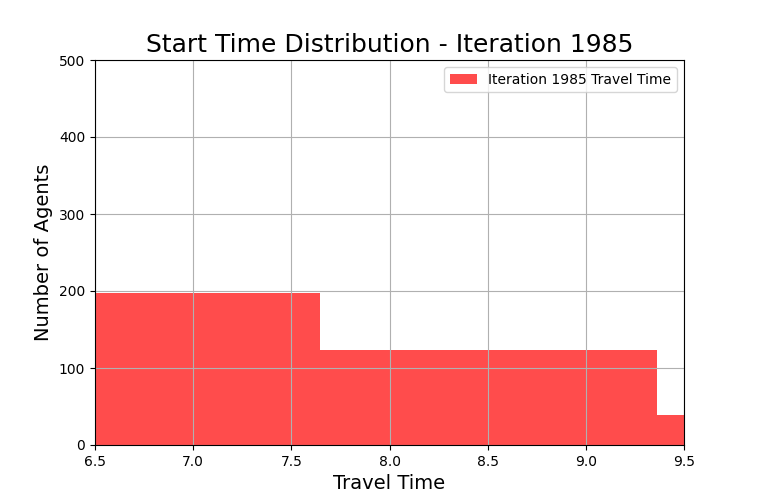 Start Time Distribution - Iteration 1985
Iteration 1985 Travel Time
Number of Agents
500
400
300
200
100
0
6.5 7.0 7.5 8.0 8.5 9.0 9.5
Travel Time